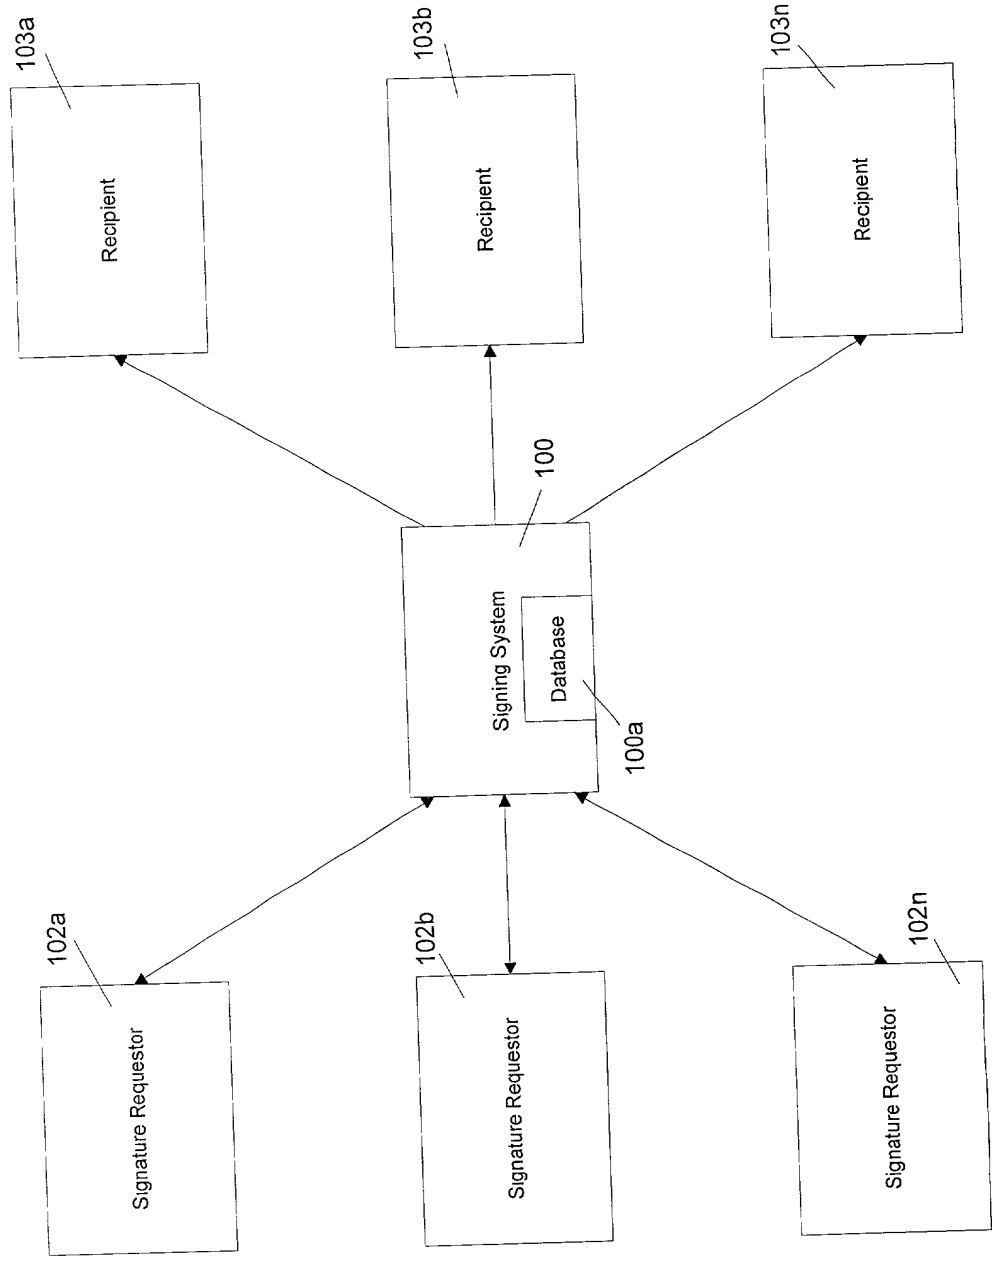 102a
Signature Requestor
102b
Signature Requestor
102n
Signature Requestor
100
Signing System
Database
100a
103a
Recipient
103b
Recipient
103n
Recipient